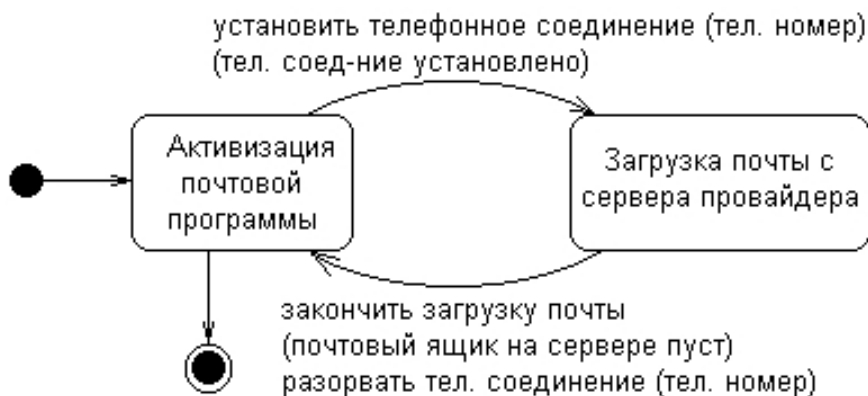 установить телефонное соединение (тел. номер)
(тел. соед-ние установлено)
Активизация
почтовой
программы
Загрузка почты с
сервера провайдера
закончить загрузку почты
(почтовый ящик на сервере пуст)
разорвать тел. соединение (тел. номер)